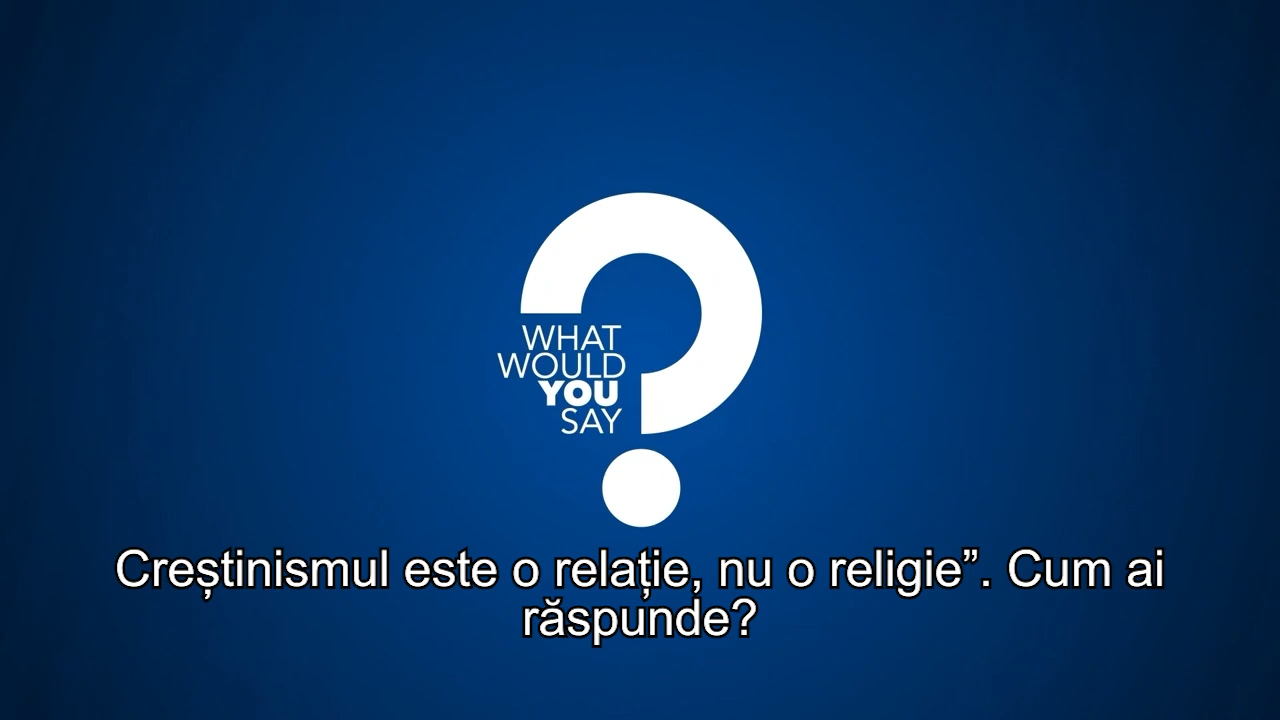 WHAT
WOULD
YOU
SAY
Creștinismul este o relație, nu o religie”. Cum ai
răspunde?